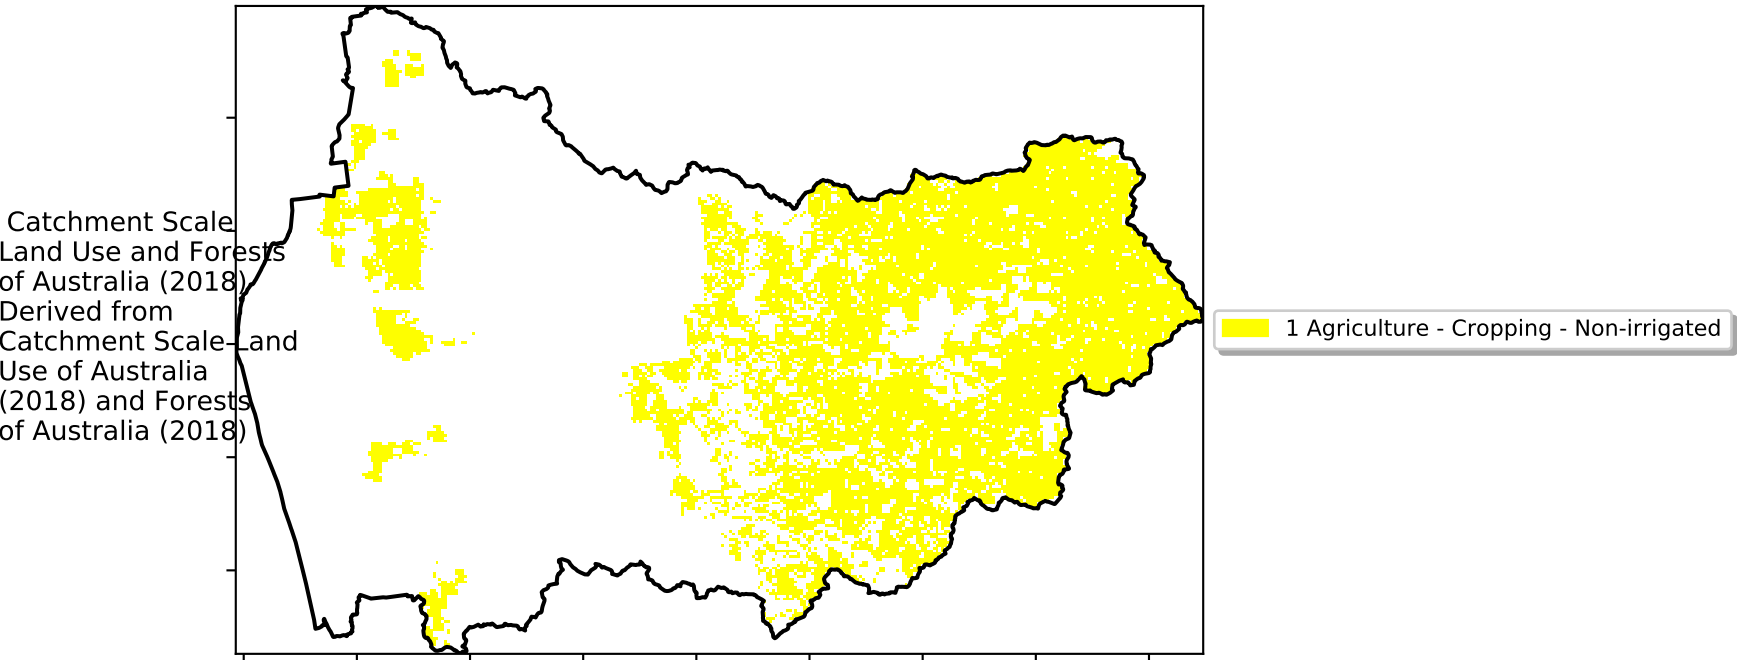 Catchment Scale
Land Use and Forests
of Australia (2018)
Derived from
Catchment Scale Land
Use of Australia
(2018) and Forests
of Australia (2018)
1 Agriculture - Cropping - Non-irrigated